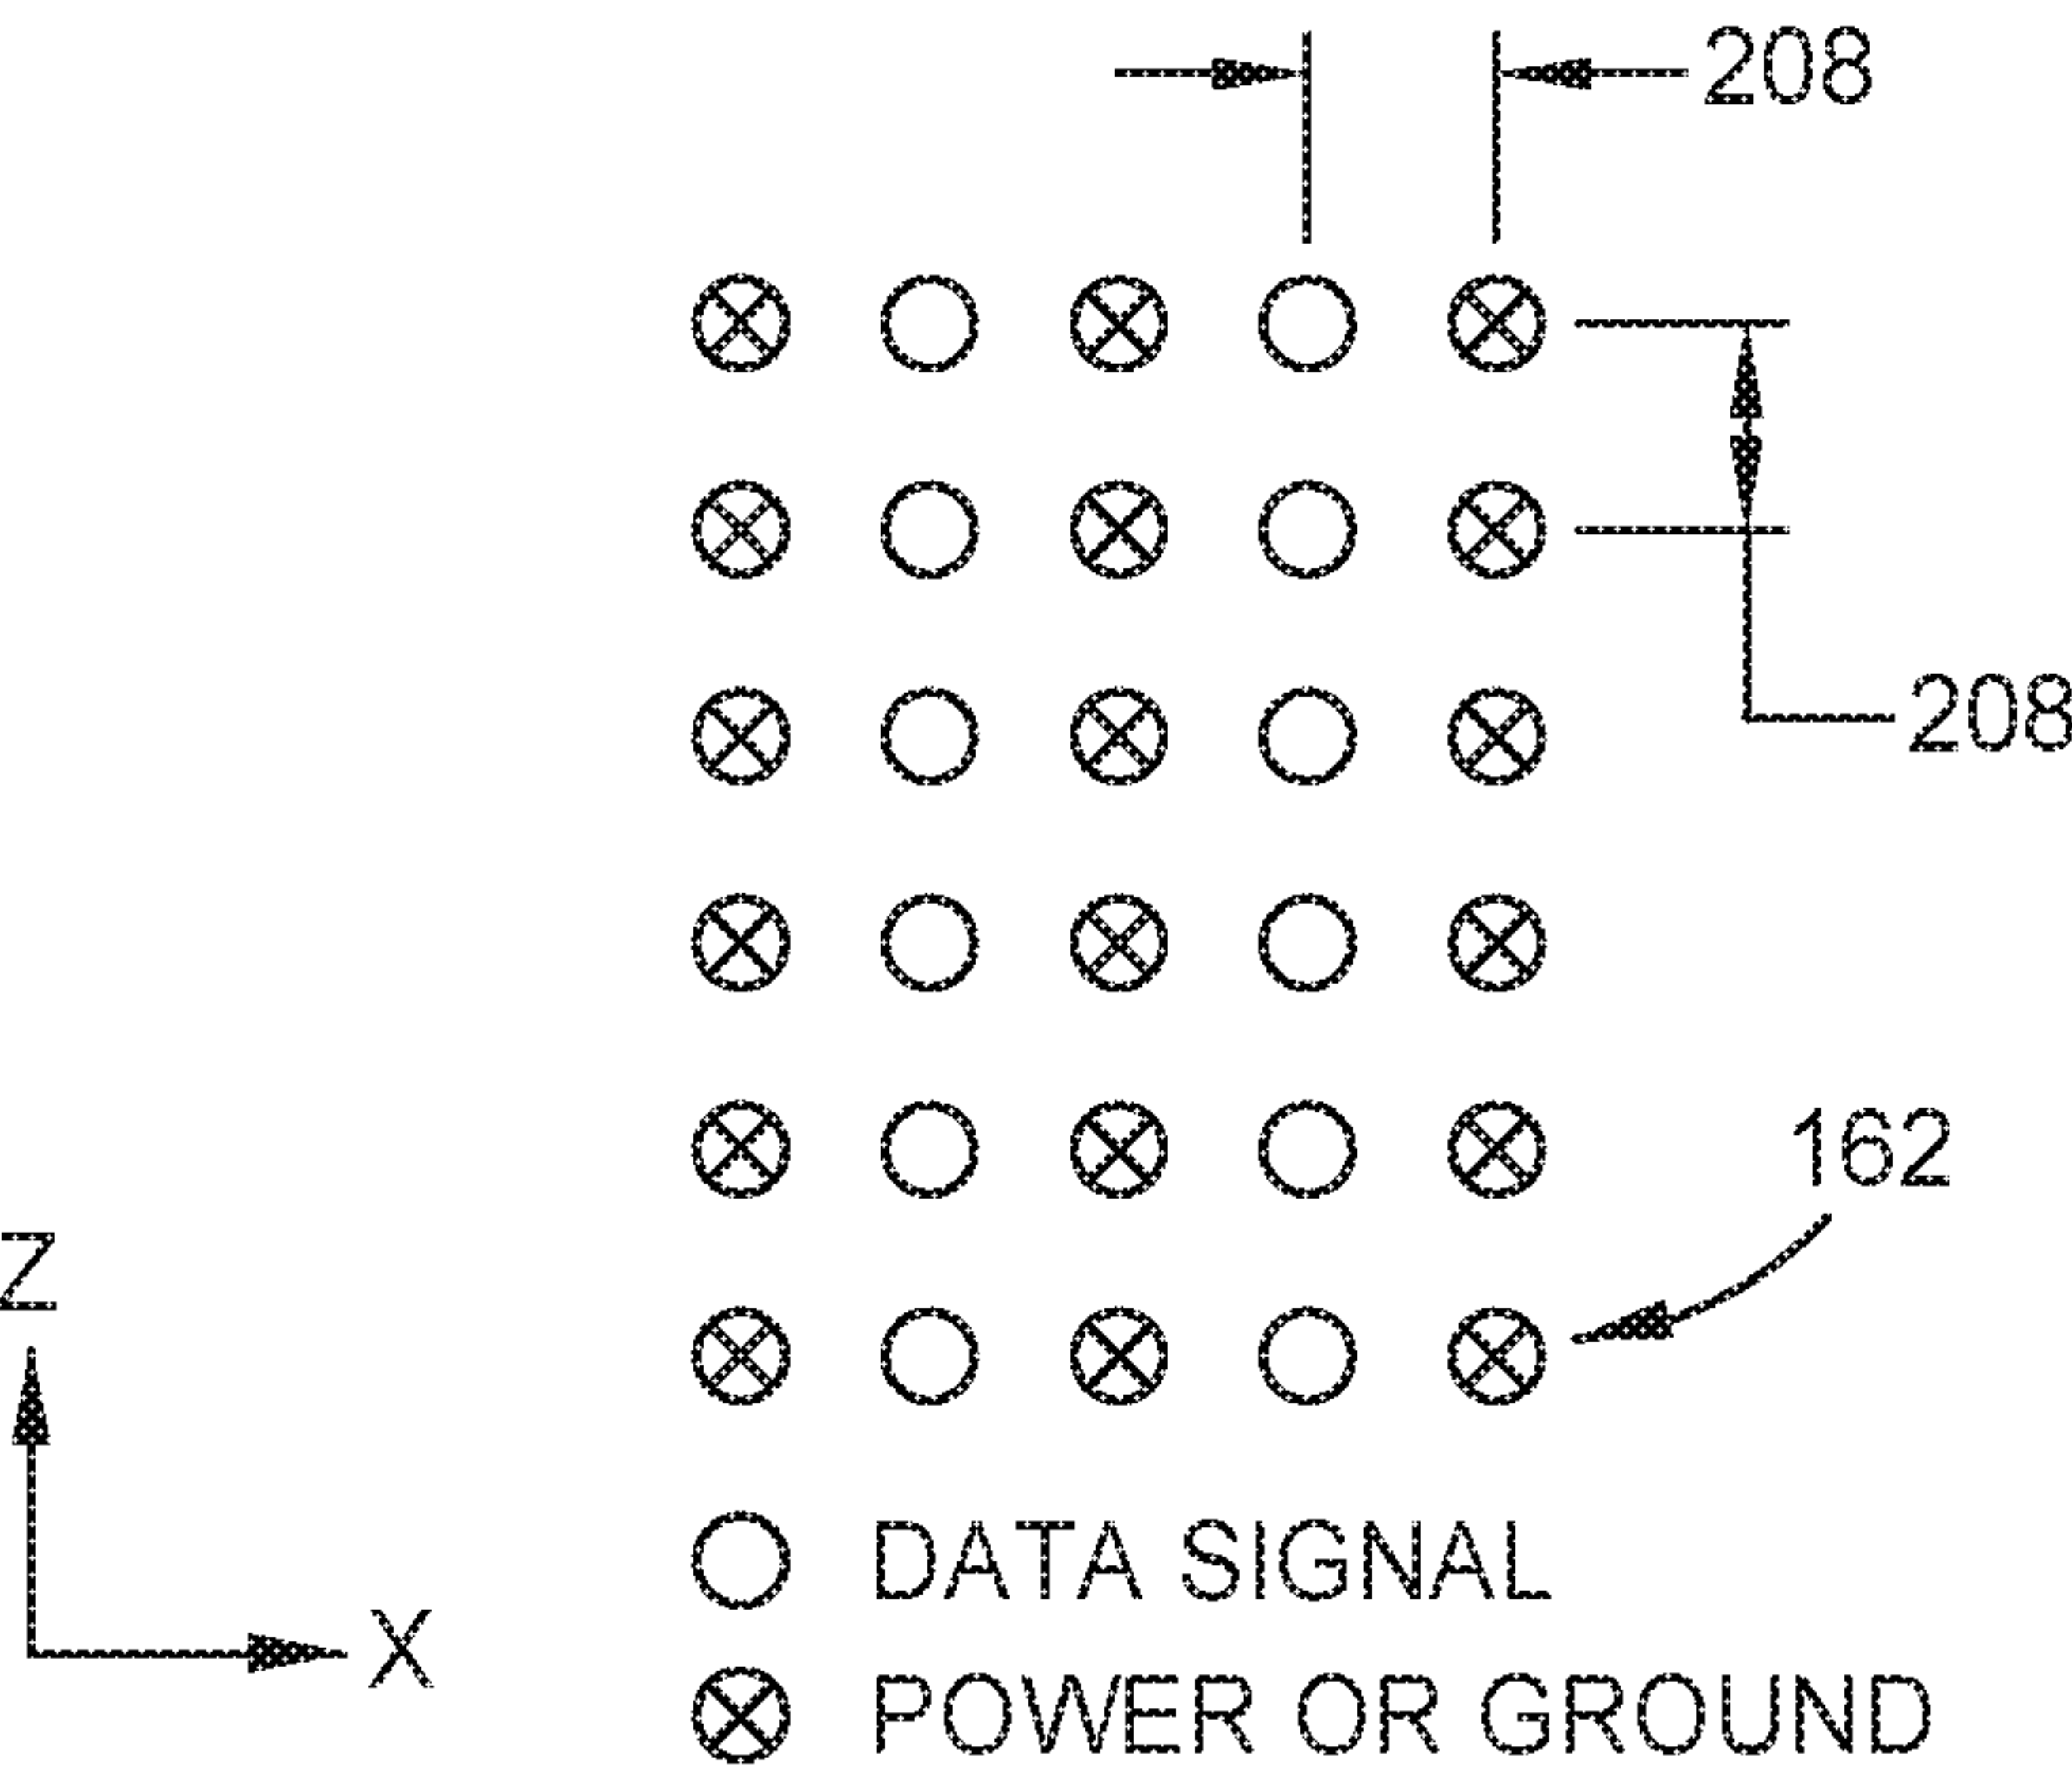 208
208
162
Z
X
DATA SIGNAL
POWER OR GROUND